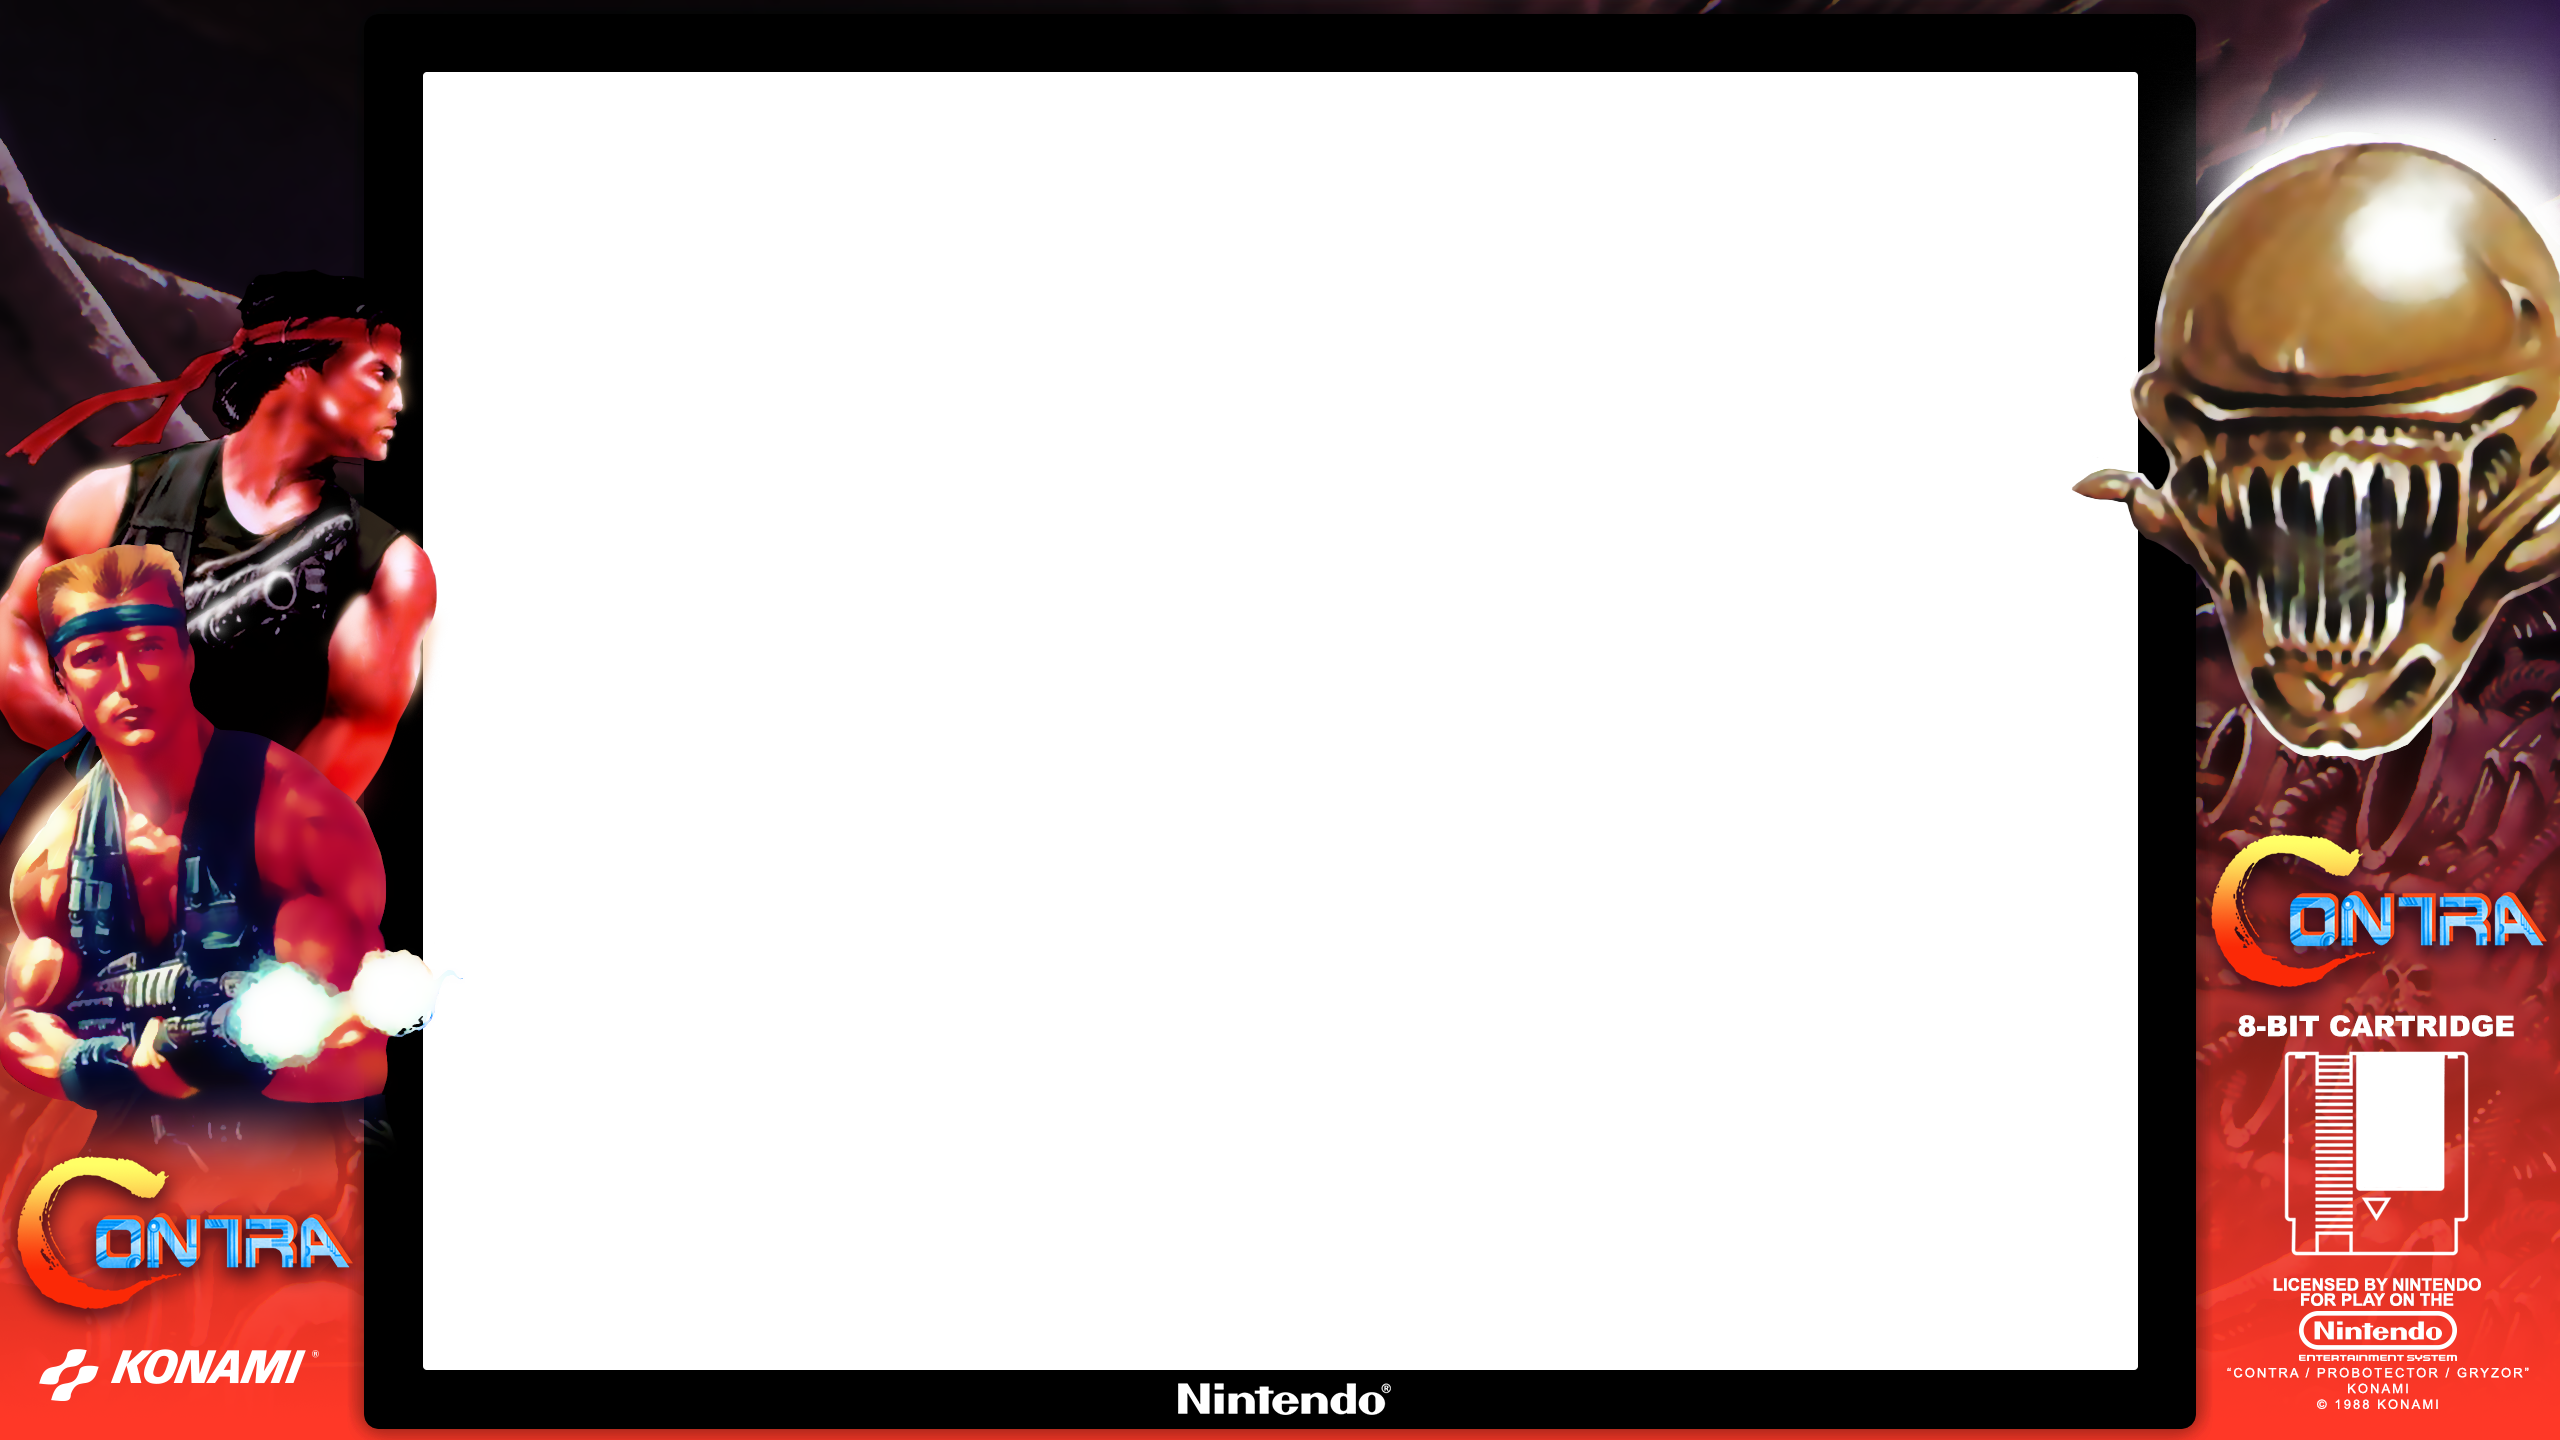 CONTRA
KONAMI®
Nintendo®
CONTRA
8-BIT CARTRIDGE
LICENSED BY NINTENDO
FOR PLAY ON THE
Nintendo
ENTERTAINMENT SYSTEM
"CONTRA / PROBOTECTOR / GRYZOR"
KONAMI
© 1988 KONAMI